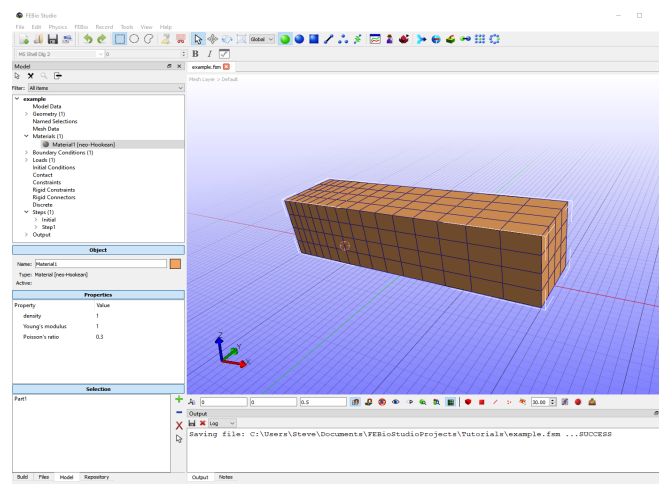 FEBio Studio
File Edit Physics FEBio Record Tools View Help
Global
MS Shell Dlg 2
0
B I
Model
example.fsm
Mesh Layer > Default
Filter: All items
example
Model Data
Geometry (1)
Named Selections
Mesh Data
Materials (1)
Material1 [neo-Hookean]
Boundary Conditions (1)
Loads (1)
Initial Conditions
Contact
Constraints
Rigid Constraints
Rigid Connectors
Discrete
Steps (1)
Initial
Step1
Output
Object
Name: Material1
Type: Material [neo-Hookean]
Active:
Properties
Property Value
density 1
Young's modulus 1
Poisson's ratio 0.3
Z
Y
X
Selection
Part1
0 0 0.5 30.00
Output
Log
Saving file: C:\Users\Steve\Documents\FEBioStudioProjects\Tutorials\example.fsm ...SUCCESS
Build Files Model Repository
Output Notes